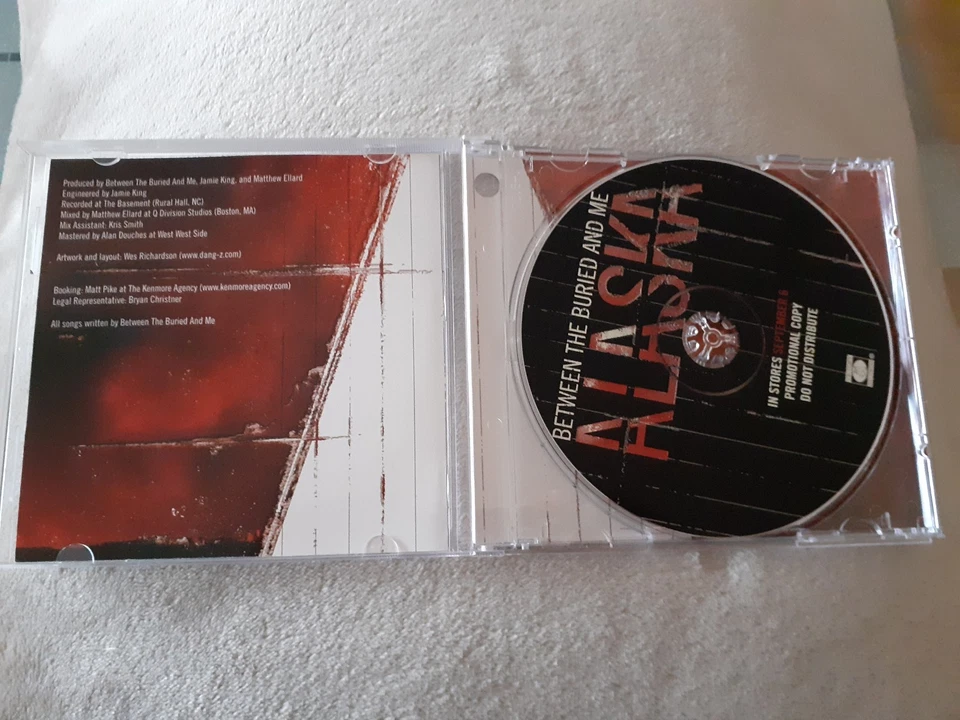 Produced by Between The Buried And Me, Jamie King, and Matthew Ellard
Engineered by Jamie King
Recorded at The Basement (Rural Hall, NC)
Mixed by Matthew Ellard at Q Division Studios (Boston, MA)
Mix Assistant: Kris Smith
Mastered by Alan Douches at West West Side
Artwork and layout: Wes Richardson (www.dang-z.com)
Booking: Matt Pike at The Kenmore Agency (www.kenmoreagency.com)
Legal Representative: Bryan Christner
All songs written by Between The Buried And Me
BETWEEN THE BURIED AND ME
ALASKA
ALASKA
IN STORES SEPTEMBER 6
PROMOTIONAL COPY
DO NOT DISTRIBUTE